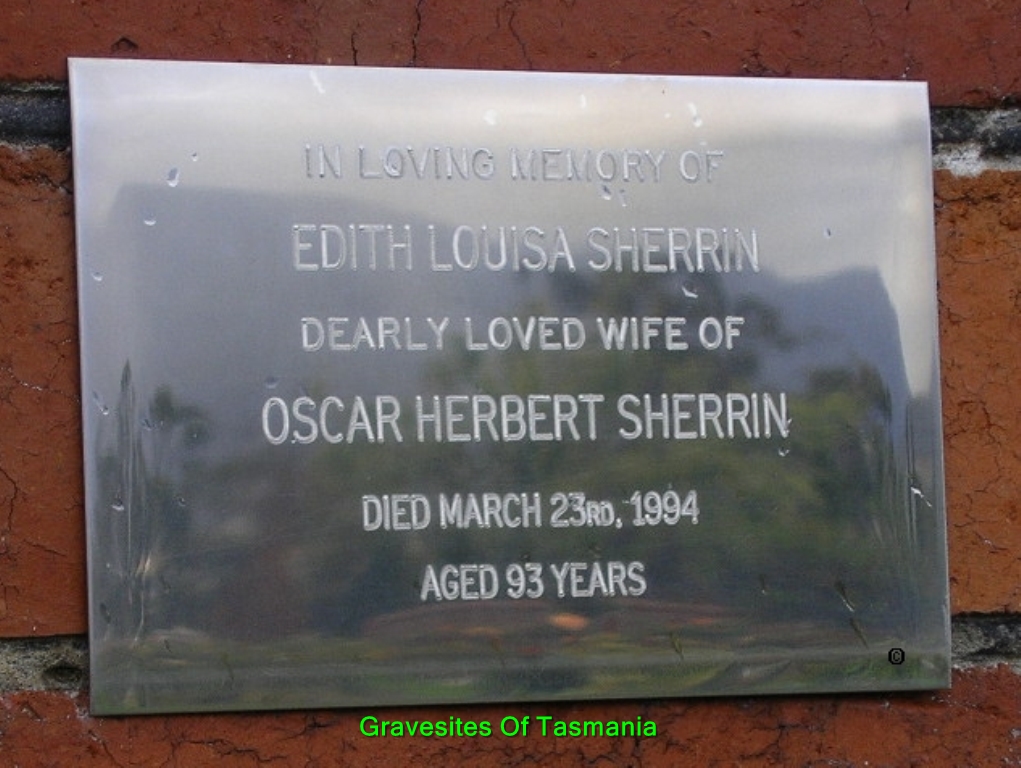 IN LOVING MEMORY OF
EDITH LOUISA SHERRIN
DEARLY LOVED WIFE OF
OSCAR HERBERT SHERRIN
DIED MARCH 23RD, 1994
AGED 93 YEARS
©
Gravesites Of Tasmania